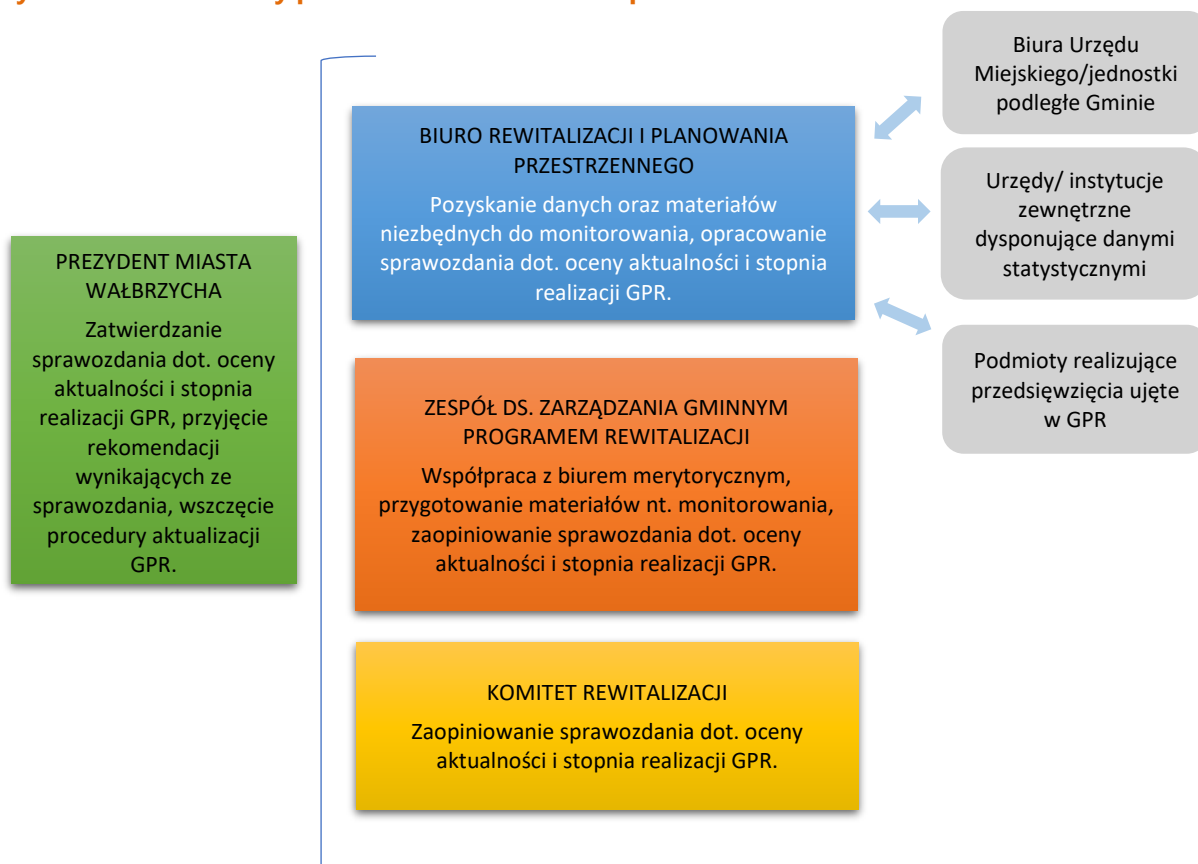 PREZYDENT MIASTA
WAŁBRZYCHA
Zatwierdzanie
sprawozdania dot. oceny
aktualności i stopnia
realizacji GPR, przyjęcie
rekomendacji
wynikających ze
sprawozdania, wszczęcie
procedury aktualizacji
GPR.
BIURO REWITALIZACJI I PLANOWANIA
PRZESTRZENNEGO
Pozyskanie danych oraz materiałów
niezbędnych do monitorowania, opracowanie
sprawozdania dot. oceny aktualności i stopnia
realizacji GPR.
ZESPÓŁ DS. ZARZĄDZANIA GMINNYM
PROGRAMEM REWITALIZACJI
Współpraca z biurem merytorycznym,
przygotowanie materiałów nt. monitorowania,
zaopiniowanie sprawozdania dot. oceny
aktualności i stopnia realizacji GPR.
KOMITET REWITALIZACJI
Zaopiniowanie sprawozdania dot. oceny
aktualności i stopnia realizacji GPR.
Biura Urzędu
Miejskiego/jednostki
podległe Gminie
Urzędy/ instytucje
zewnętrzne
dysponujące danymi
statystycznymi
Podmioty realizujące
przedsięwzięcia ujęte
w GPR